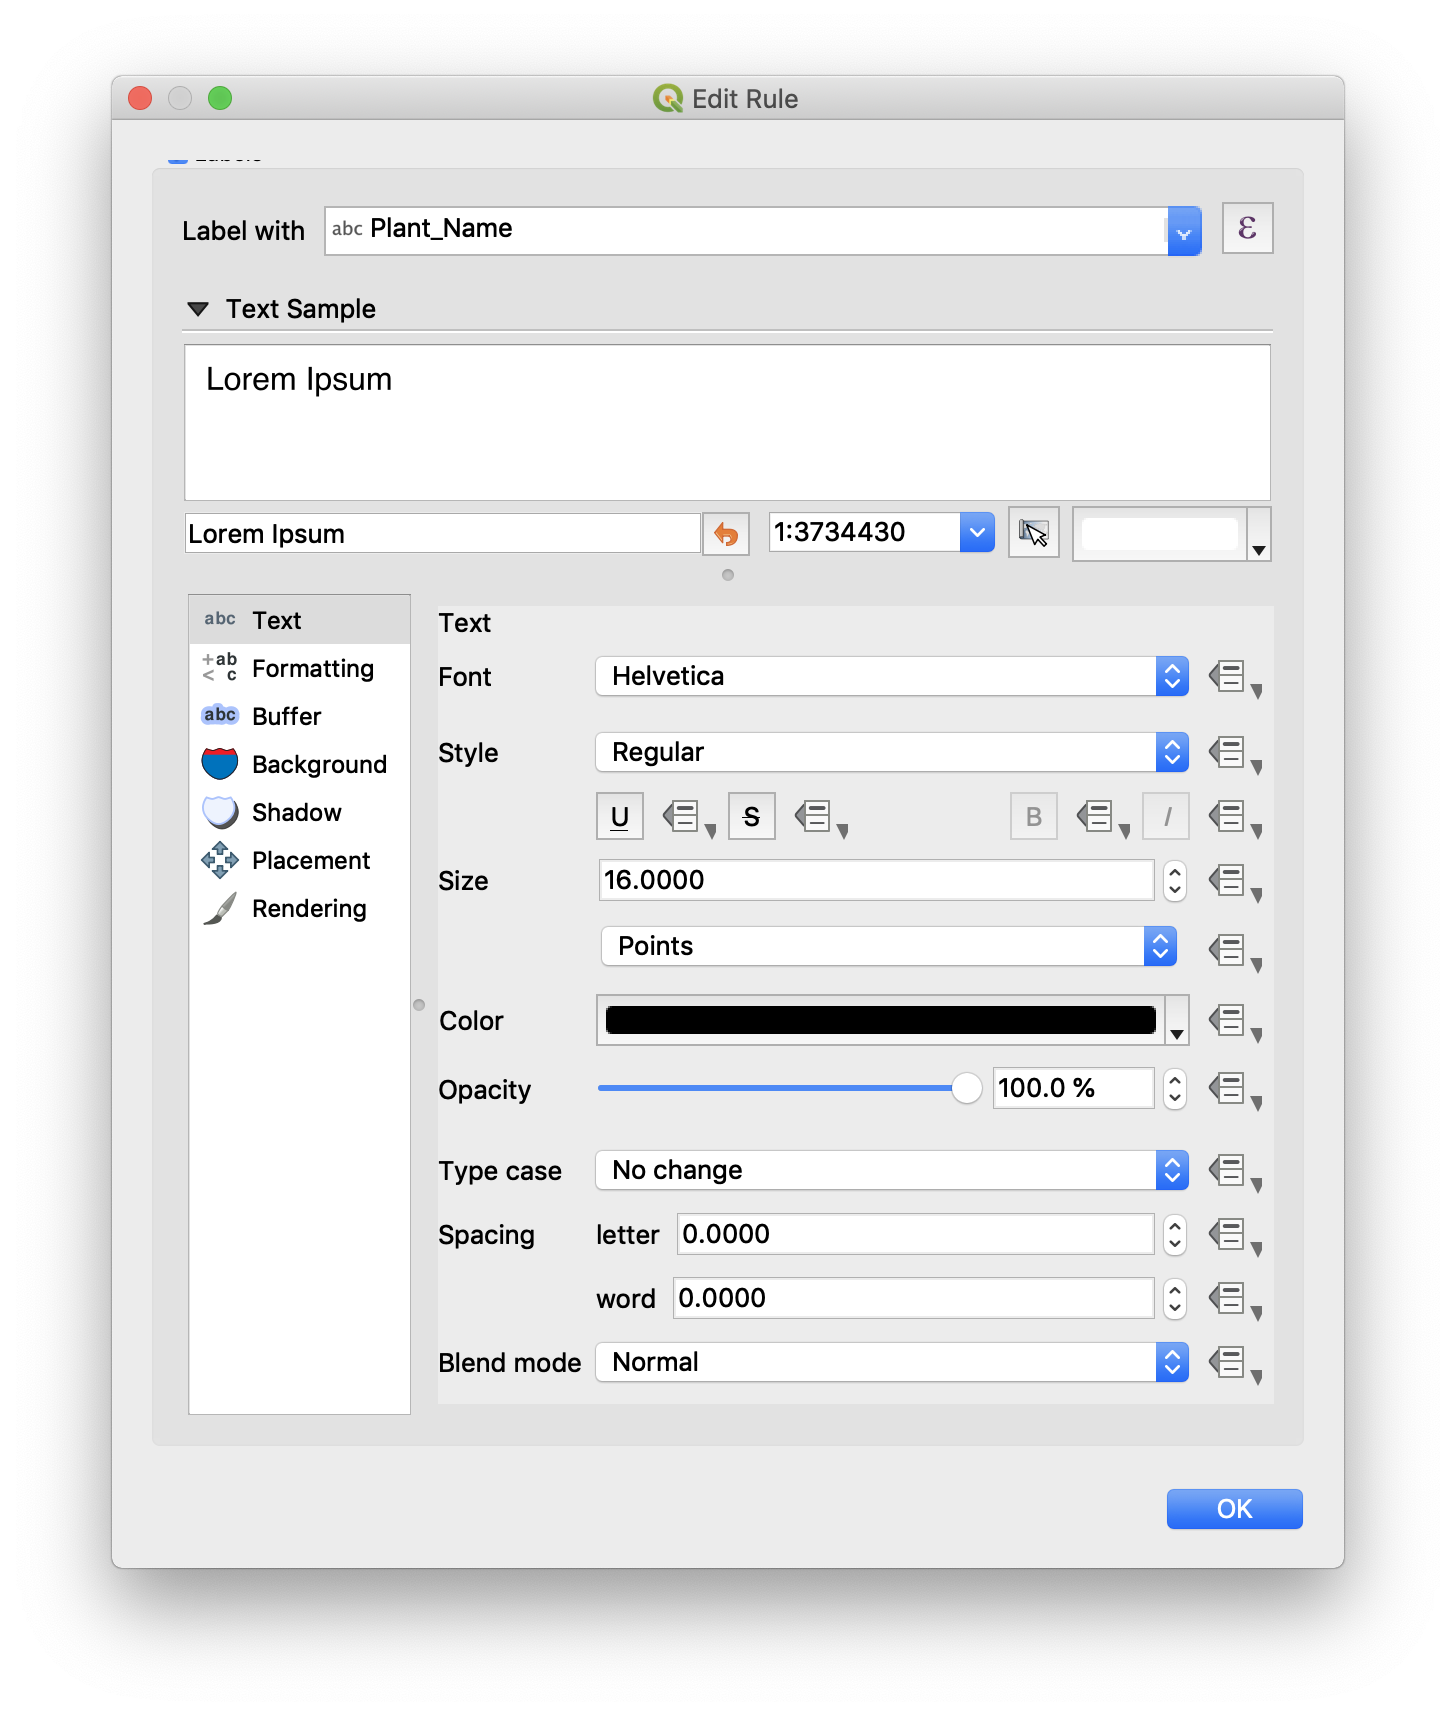 Edit Rule
Label with abc Plant_Name ε
Text Sample
Lorem Ipsum
Lorem Ipsum 1:3734430
abc Text
+ab < c Formatting
abc Buffer
Background
Shadow
Placement
Rendering
Text
Font Helvetica
Style Regular
U S B I
Size 16.0000
Points
Color
Opacity 100.0 %
Type case No change
Spacing letter 0.0000
word 0.0000
Blend mode Normal
OK